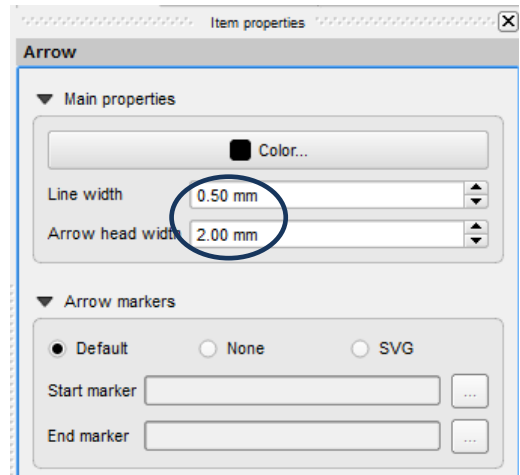 Item properties
Arrow
Main properties
Color...
Line width 0.50 mm
Arrow head width 2.00 mm
Arrow markers
Default None SVG
Start marker ...
End marker ...